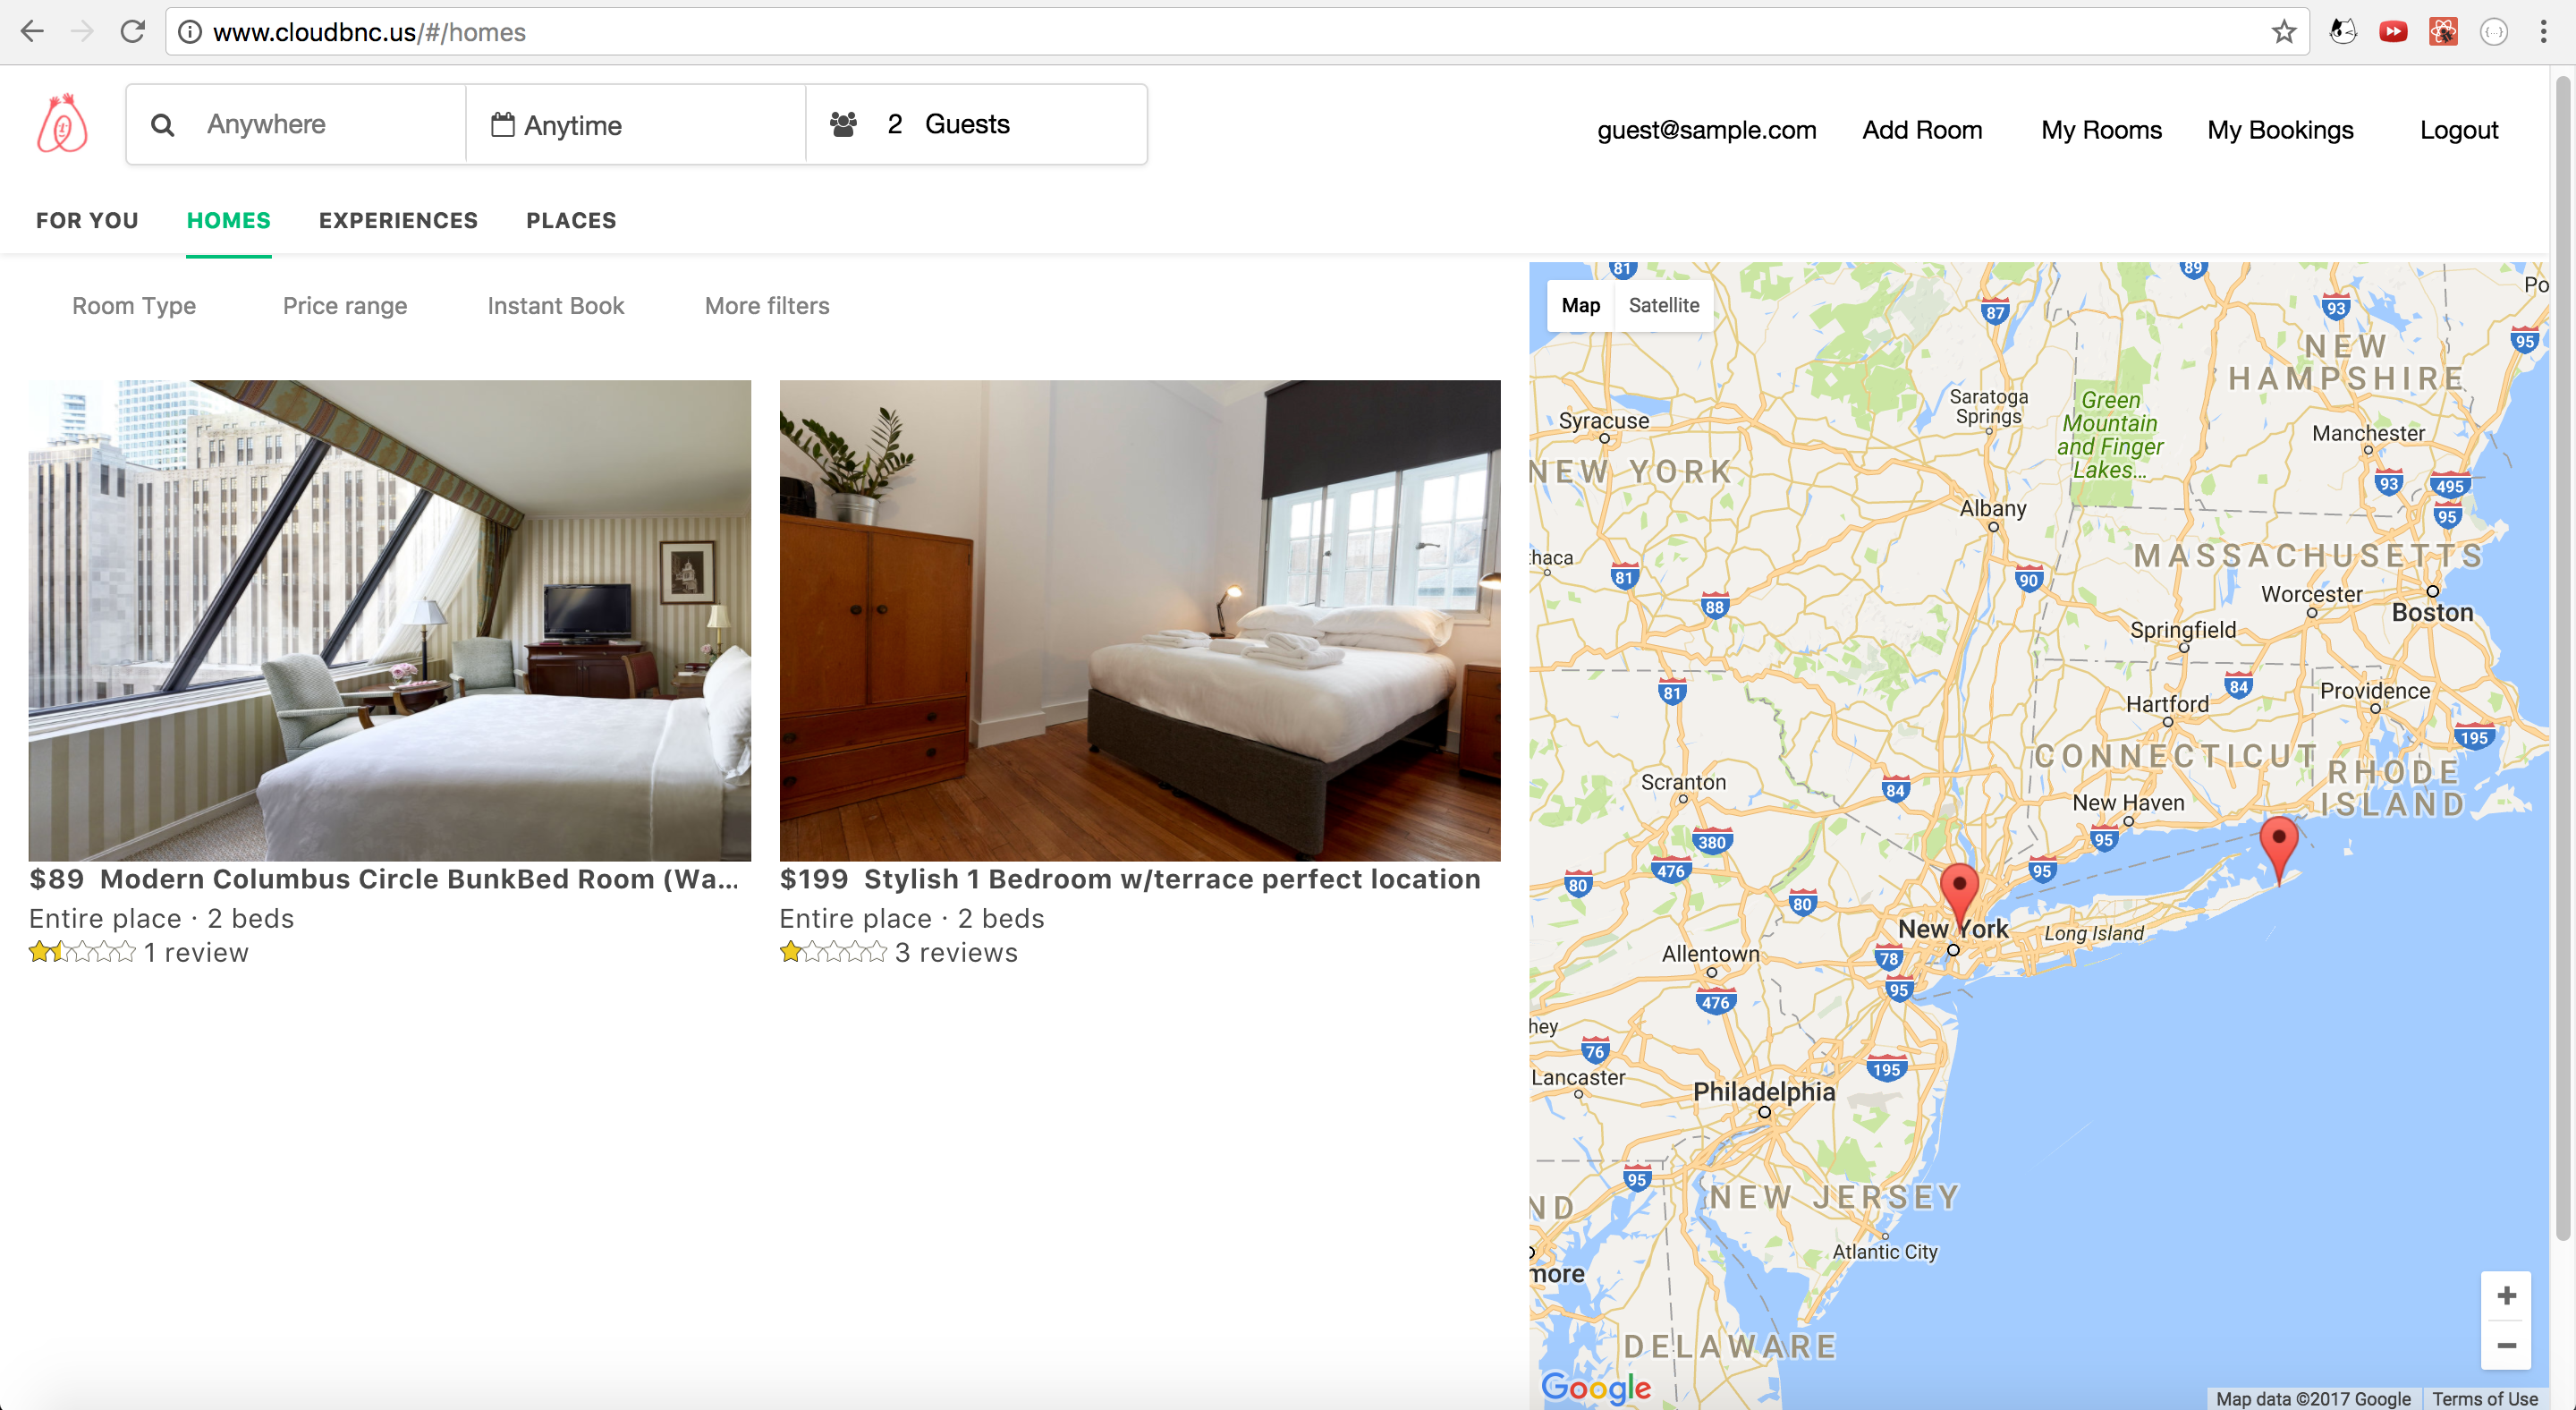 www.cloudbnc.us/#/homes
Anywhere
Anytime
2 Guests
guest@sample.com
Add Room
My Rooms
My Bookings
Logout
FOR YOU
HOMES
EXPERIENCES
PLACES
Room Type
Price range
Instant Book
More filters
$89 Modern Columbus Circle BunkBed Room (Wa...
Entire place · 2 beds
1 review
$199 Stylish 1 Bedroom w/terrace perfect location
Entire place · 2 beds
3 reviews
Map
Satellite
81
89
87
93
95
Po
NEW
HAMPSHIRE
Saratoga
Springs
Green
Mountain
and Finger
Lakes...
Syracuse
Manchester
NEW YORK
93
495
95
Albany
thaca
81
90
88
MASSACHUSETTS
Worcester
Boston
Springfield
81
84
Providence
Hartford
195
CONNECTICUT
RHODE
ISLAND
Scranton
84
New Haven
95
380
476
95
80
80
New York
Long Island
Allentown
78
95
476
hey
76
195
Lancaster
Philadelphia
95
NEW JERSEY
ND
Atlantic City
more
DELAWARE
Google
Map data ©2017 Google
Terms of Use